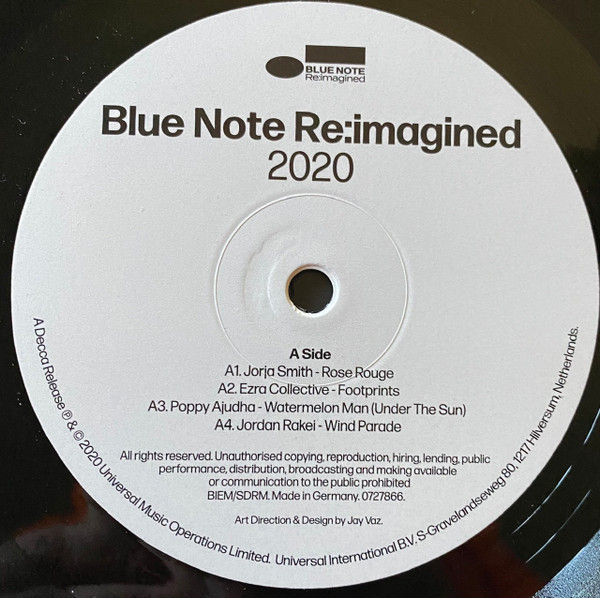 BLUE NOTE
Re:imagined
Blue Note Re:imagined
2020
A Side
A1. Jorja Smith - Rose Rouge
A2. Ezra Collective - Footprints
A3. Poppy Ajudha - Watermelon Man (Under The Sun)
A4. Jordan Rakei - Wind Parade
All rights reserved. Unauthorised copying, reproduction, hiring, lending, public
performance, distribution, broadcasting and making available
or communication to the public prohibited
BIEM/SDRM. Made in Germany. 0727866.
Art Direction & Design by Jay Vaz.
A Decca Release ℗ & © 2020 Universal Music Operations Limited. Universal International B.V. S-Gravelandseweg 80, 1217 Hilversum, Netherlands.